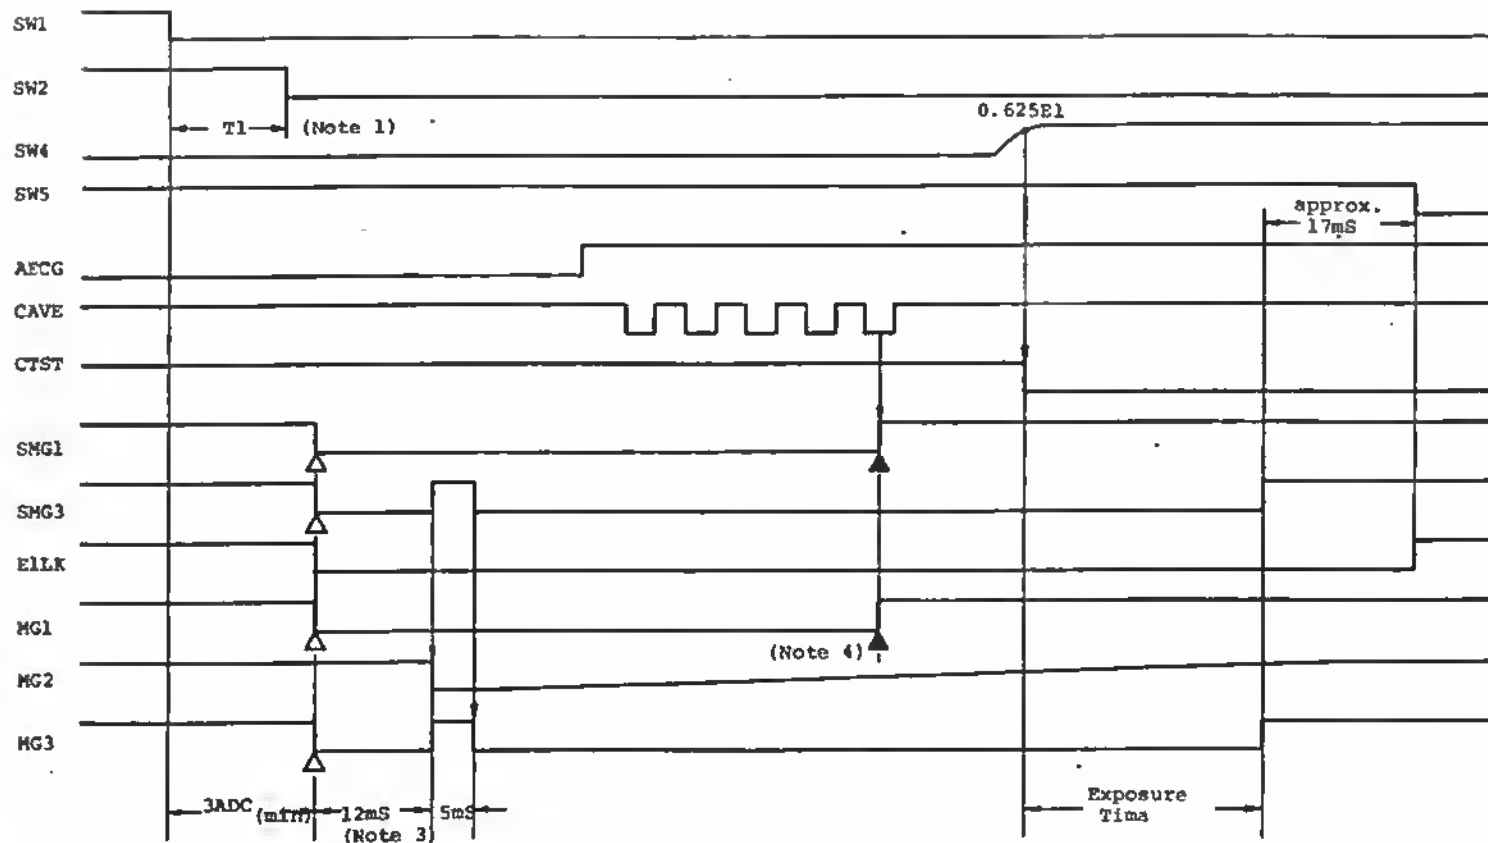 SW1
SW2
T1 (Note 1)
0.625E1
SW4
SW5
approx.
17mS
AECG
CAVE
CTST
SMG1
SMG3
E1LK
MG1
(Note 4)
MG2
MG3
3ADC (min) 12mS 5mS
(Note 3)
Exposure
Tima